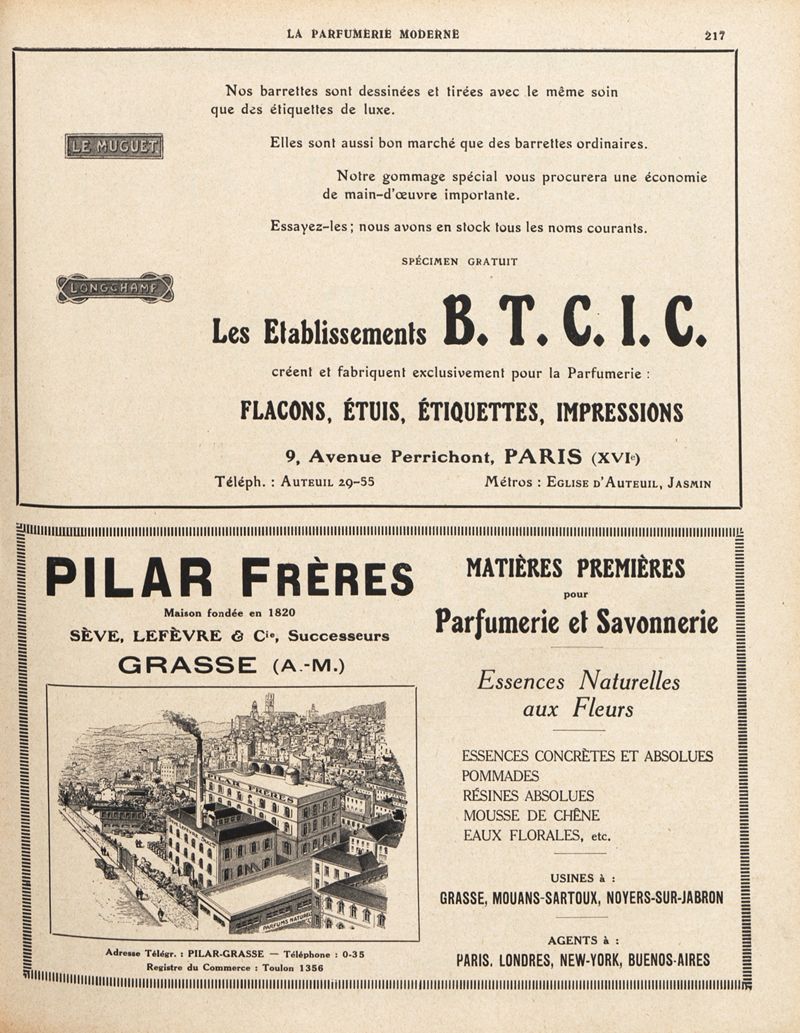 LA PARFUMERIE MODERNE
217
Nos barrettes sont dessinées et tirées avec le même soin
que des étiquettes de luxe.
LE MUGUET
Elles sont aussi bon marché que des barrettes ordinaires.
Notre gommage spécial vous procurera une économie
de main-d'œuvre importante.
Essayez-les ; nous avons en stock tous les noms courants.
SPÉCIMEN GRATUIT
LONGCHAMP
Les Etablissements B. T. C. I. C.
créent et fabriquent exclusivement pour la Parfumerie :
FLACONS, ÉTUIS, ÉTIQUETTES, IMPRESSIONS
9, Avenue Perrichont, PARIS (XVIe)
Téléph. : AUTEUIL 29-55
Métros : EGLISE D'AUTEUIL, JASMIN
PILAR FRÈRES
Maison fondée en 1820
SÈVE, LEFÈVRE & Cie, Successeurs
GRASSE (A.-M.)
PILAR FRÈRES
PARFUMS NATURELS
Adresse Télégr. : PILAR-GRASSE — Téléphone : 0-35
Registre du Commerce : Toulon 1356
MATIÈRES PREMIÈRES
pour
Parfumerie et Savonnerie
Essences Naturelles
aux Fleurs
ESSENCES CONCRÈTES ET ABSOLUES
POMMADES
RÉSINES ABSOLUES
MOUSSE DE CHÊNE
EAUX FLORALES, etc.
USINES à :
GRASSE, MOUANS-SARTOUX, NOYERS-SUR-JABRON
AGENTS à :
PARIS, LONDRES, NEW-YORK, BUENOS-AIRES